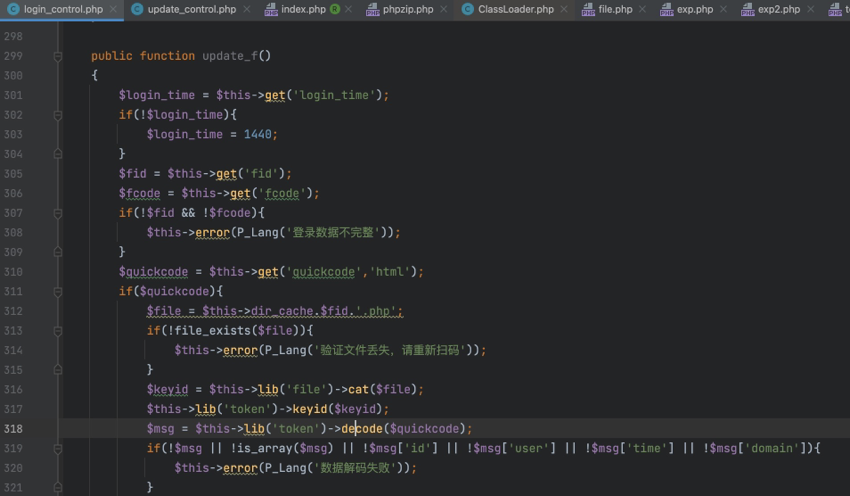 login_control.php update_control.php index.php R phpzip.php ClassLoader.php file.php exp.php exp2.php
298
299 public function update_f()
300 {
301 $login_time = $this->get('login_time');
302 if(!$login_time){
303 $login_time = 1440;
304 }
305 $fid = $this->get('fid');
306 $fcode = $this->get('fcode');
307 if(!$fid && !$fcode){
308 $this->error(P_Lang('登录数据不完整'));
309 }
310 $quickcode = $this->get('quickcode','html');
311 if($quickcode){
312 $file = $this->dir_cache.$fid.'.php';
313 if(!file_exists($file)){
314 $this->error(P_Lang('验证文件丢失，请重新扫码'));
315 }
316 $keyid = $this->lib('file')->cat($file);
317 $this->lib('token')->keyid($keyid);
318 $msg = $this->lib('token')->decode($quickcode);
319 if(!$msg || !is_array($msg) || !$msg['id'] || !$msg['user'] || !$msg['time'] || !$msg['domain']){
320 $this->error(P_Lang('数据解码失败'));
321 }